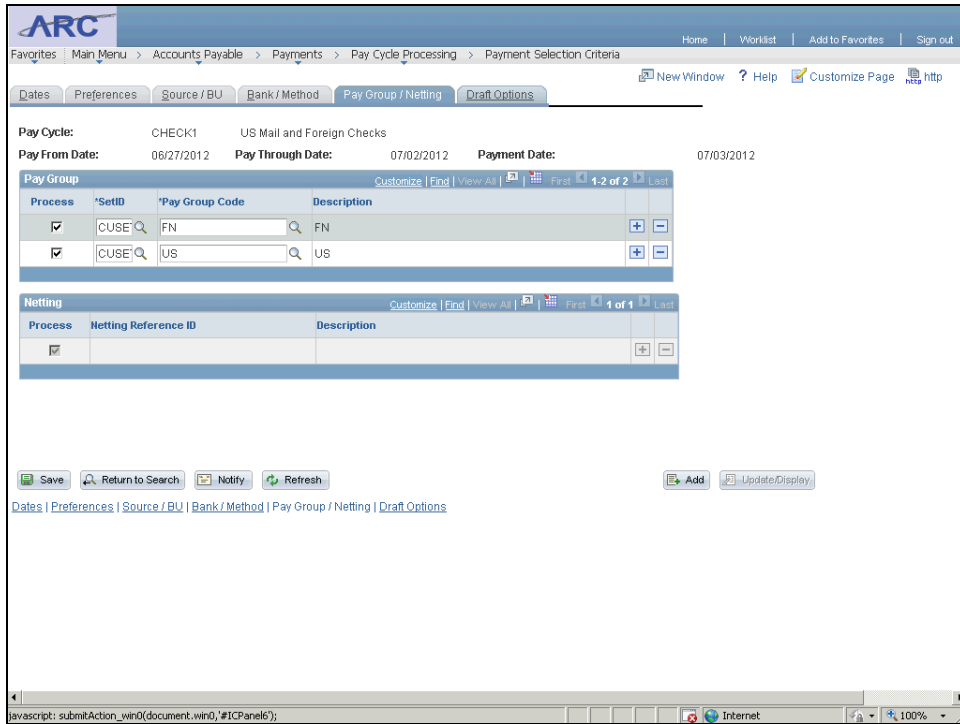 ARC
Home | Worklist | Add to Favorites | Sign out
Favorites Main Menu > Accounts Payable > Payments > Pay Cycle Processing > Payment Selection Criteria
New Window ? Help Customize Page http
Dates Preferences Source / BU Bank / Method Pay Group / Netting Draft Options
Pay Cycle: CHECK1 US Mail and Foreign Checks
Pay From Date: 06/27/2012 Pay Through Date: 07/02/2012 Payment Date: 07/03/2012
Pay Group Customize | Find | View All | First 1-2 of 2 Last
Process *SetID *Pay Group Code Description
CUSET FN FN
CUSET US US
Netting Customize | Find | View All | First 1 of 1 Last
Process Netting Reference ID Description
Save Return to Search Notify Refresh Add Update/Display
Dates | Preferences | Source / BU | Bank / Method | Pay Group / Netting | Draft Options
javascript: submitAction_win0(document.win0,'#ICPanel6'); Internet 100%